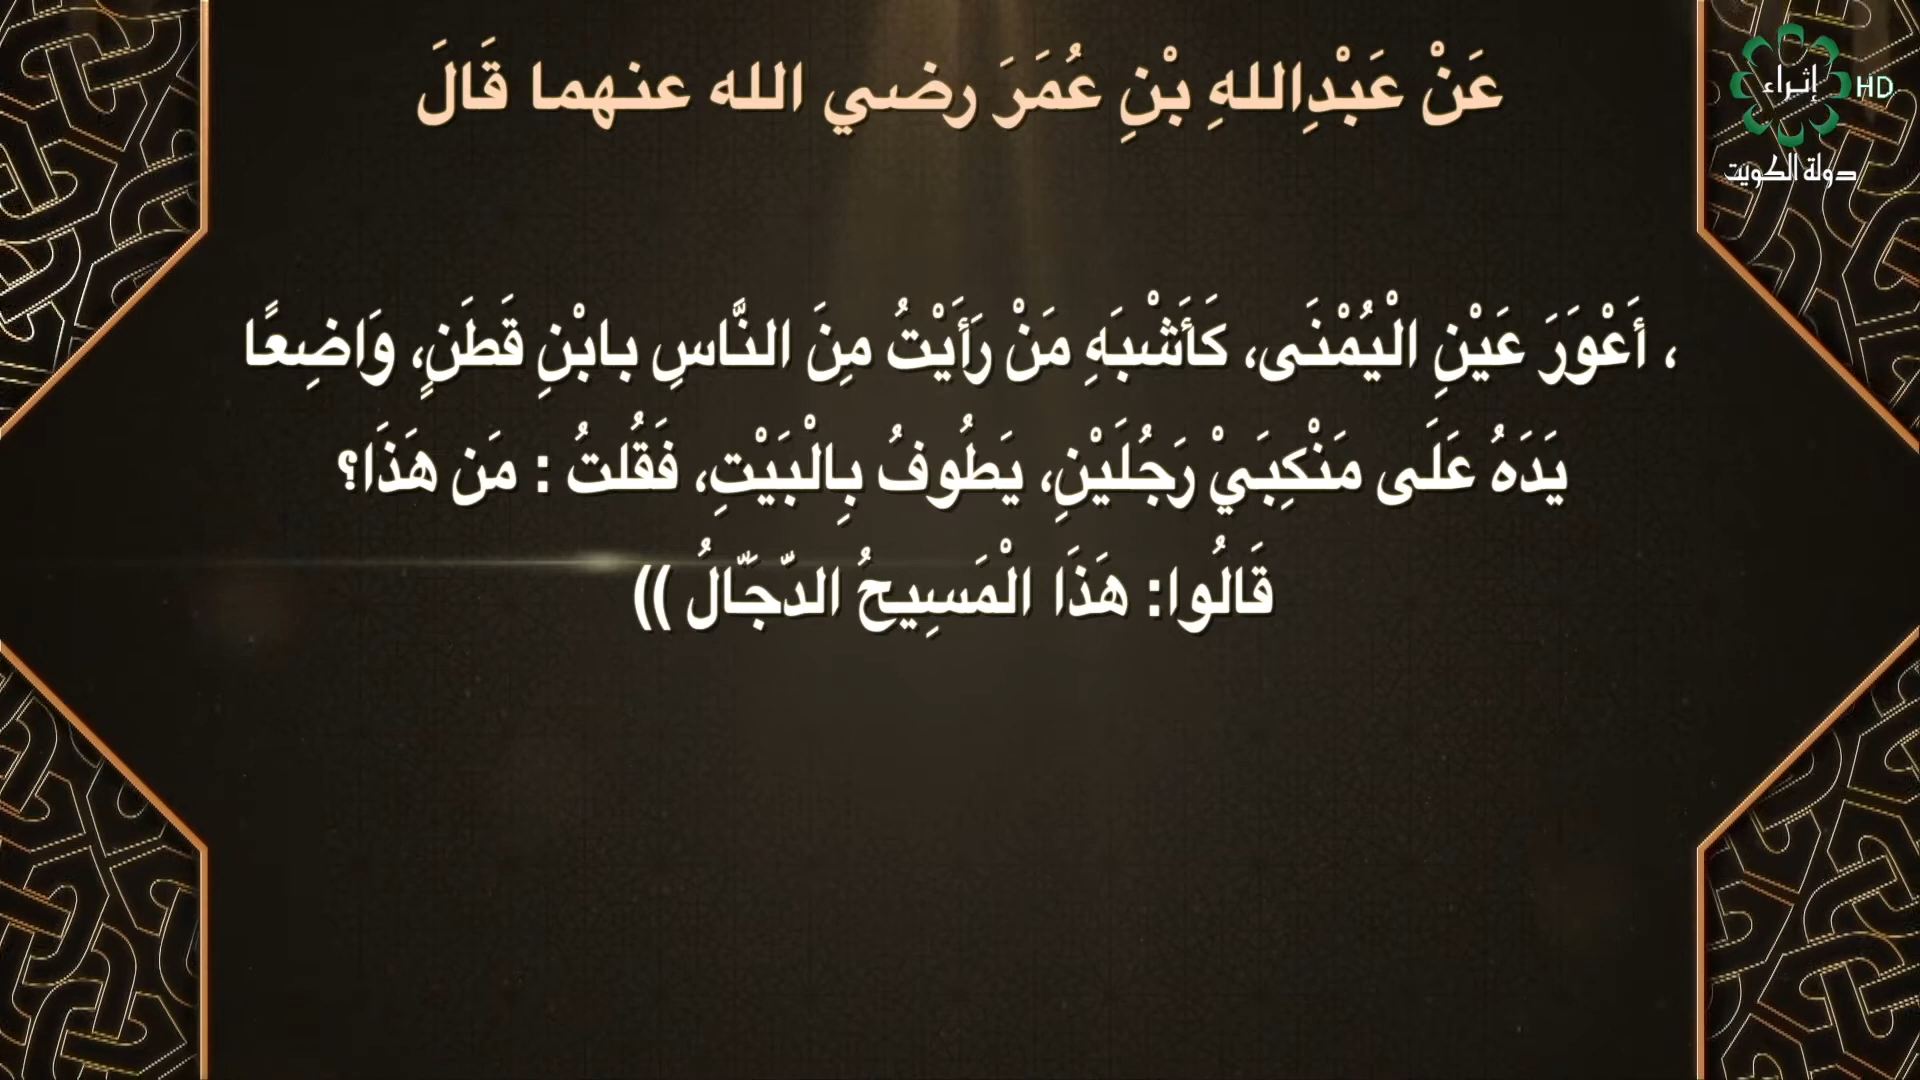 عَنْ عَبْدِاللهِ بْنِ عُمَرَ رضي الله عنهما قَالَ
إثراء HD
دولة الكويت
، أَعْوَرَ عَيْنِ الْيُمْنَى، كَأَشْبَهِ مَنْ رَأَيْتُ مِنَ النَّاسِ بابْنِ قَطَنٍ، وَاضِعًا
يَدَهُ عَلَى مَنْكِبَيْ رَجُلَيْنِ، يَطُوفُ بِالْبَيْتِ، فَقُلتُ : مَن هَذَا؟
قَالُوا: هَذَا الْمَسِيحُ الدّجَّالُ ))